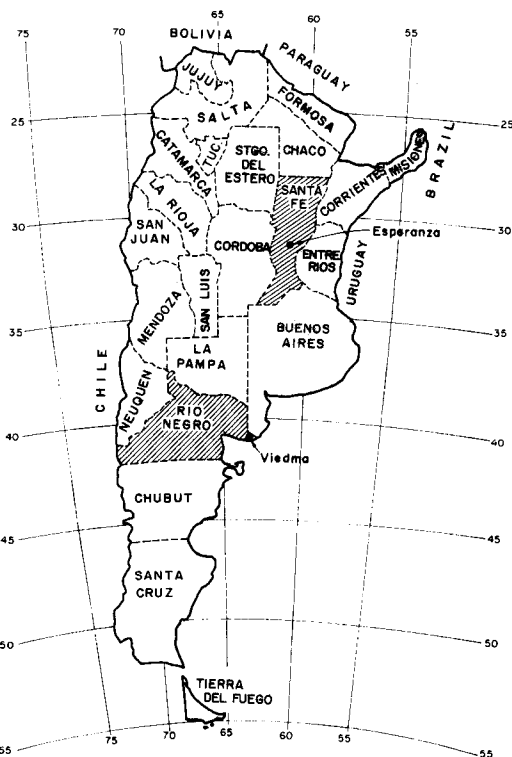 65
60
75
70
55
BOLIVIA
PARAGUAY
JUJUY
FORMOSA
SALTA
25
25
CATAMARCA
TUC.
STGO.
DEL
ESTERO
CHACO
MISIONES
BRAZIL
SANTA
FE
CORRIENTES
LA RIOJA
30
30
SAN
JUAN
CORDOBA
Esperanza
ENTRE
RIOS
URUGUAY
SAN LUIS
MENDOZA
35
35
BUENOS
AIRES
LA
PAMPA
CHILE
NEUQUEN
RIO
NEGRO
40
40
Viedma
CHUBUT
45
45
SANTA
CRUZ
50
50
TIERRA
DEL FUEGO
55
55
75
70
65
60
55